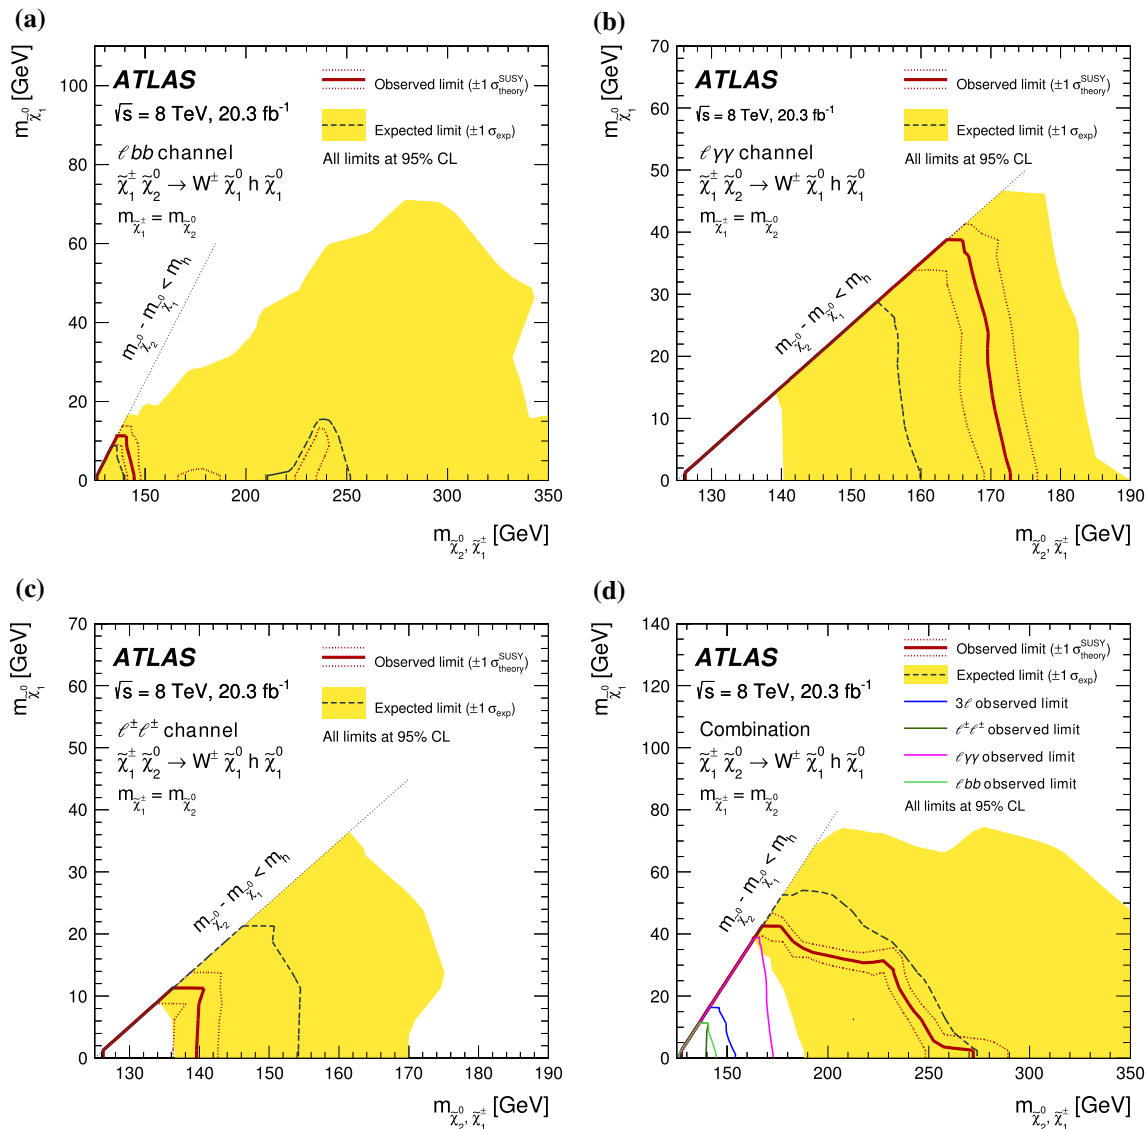 (a)
m_χ̃₁⁰ [GeV]
100
80
60
40
20
0
150
200
250
300
350
m_χ̃₂⁰, χ̃₁± [GeV]
ATLAS
√s = 8 TeV, 20.3 fb⁻¹
ℓbb channel
χ̃₁± χ̃₂⁰ → W± χ̃₁⁰ h χ̃₁⁰
m_χ̃₁± = m_χ̃₂⁰
Observed limit (±1 σ_theory^SUSY)
Expected limit (±1 σ_exp)
All limits at 95% CL
m_χ̃₂⁰ - m_χ̃₁⁰ < m_h
(b)
m_χ̃₁⁰ [GeV]
70
60
50
40
30
20
10
0
130
140
150
160
170
180
190
m_χ̃₂⁰, χ̃₁± [GeV]
ATLAS
√s = 8 TeV, 20.3 fb⁻¹
ℓγγ channel
χ̃₁± χ̃₂⁰ → W± χ̃₁⁰ h χ̃₁⁰
m_χ̃₁± = m_χ̃₂⁰
Observed limit (±1 σ_theory^SUSY)
Expected limit (±1 σ_exp)
All limits at 95% CL
m_χ̃₂⁰ - m_χ̃₁⁰ < m_h
(c)
m_χ̃₁⁰ [GeV]
70
60
50
40
30
20
10
0
130
140
150
160
170
180
190
m_χ̃₂⁰, χ̃₁± [GeV]
ATLAS
√s = 8 TeV, 20.3 fb⁻¹
ℓ±ℓ± channel
χ̃₁± χ̃₂⁰ → W± χ̃₁⁰ h χ̃₁⁰
m_χ̃₁± = m_χ̃₂⁰
Observed limit (±1 σ_theory^SUSY)
Expected limit (±1 σ_exp)
All limits at 95% CL
m_χ̃₂⁰ - m_χ̃₁⁰ < m_h
(d)
m_χ̃₁⁰ [GeV]
140
120
100
80
60
40
20
0
150
200
250
300
350
m_χ̃₂⁰, χ̃₁± [GeV]
ATLAS
√s = 8 TeV, 20.3 fb⁻¹
Combination
χ̃₁± χ̃₂⁰ → W± χ̃₁⁰ h χ̃₁⁰
m_χ̃₁± = m_χ̃₂⁰
Observed limit (±1 σ_theory^SUSY)
Expected limit (±1 σ_exp)
3ℓ observed limit
ℓ±ℓ± observed limit
ℓγγ observed limit
ℓbb observed limit
All limits at 95% CL
m_χ̃₂⁰ - m_χ̃₁⁰ < m_h